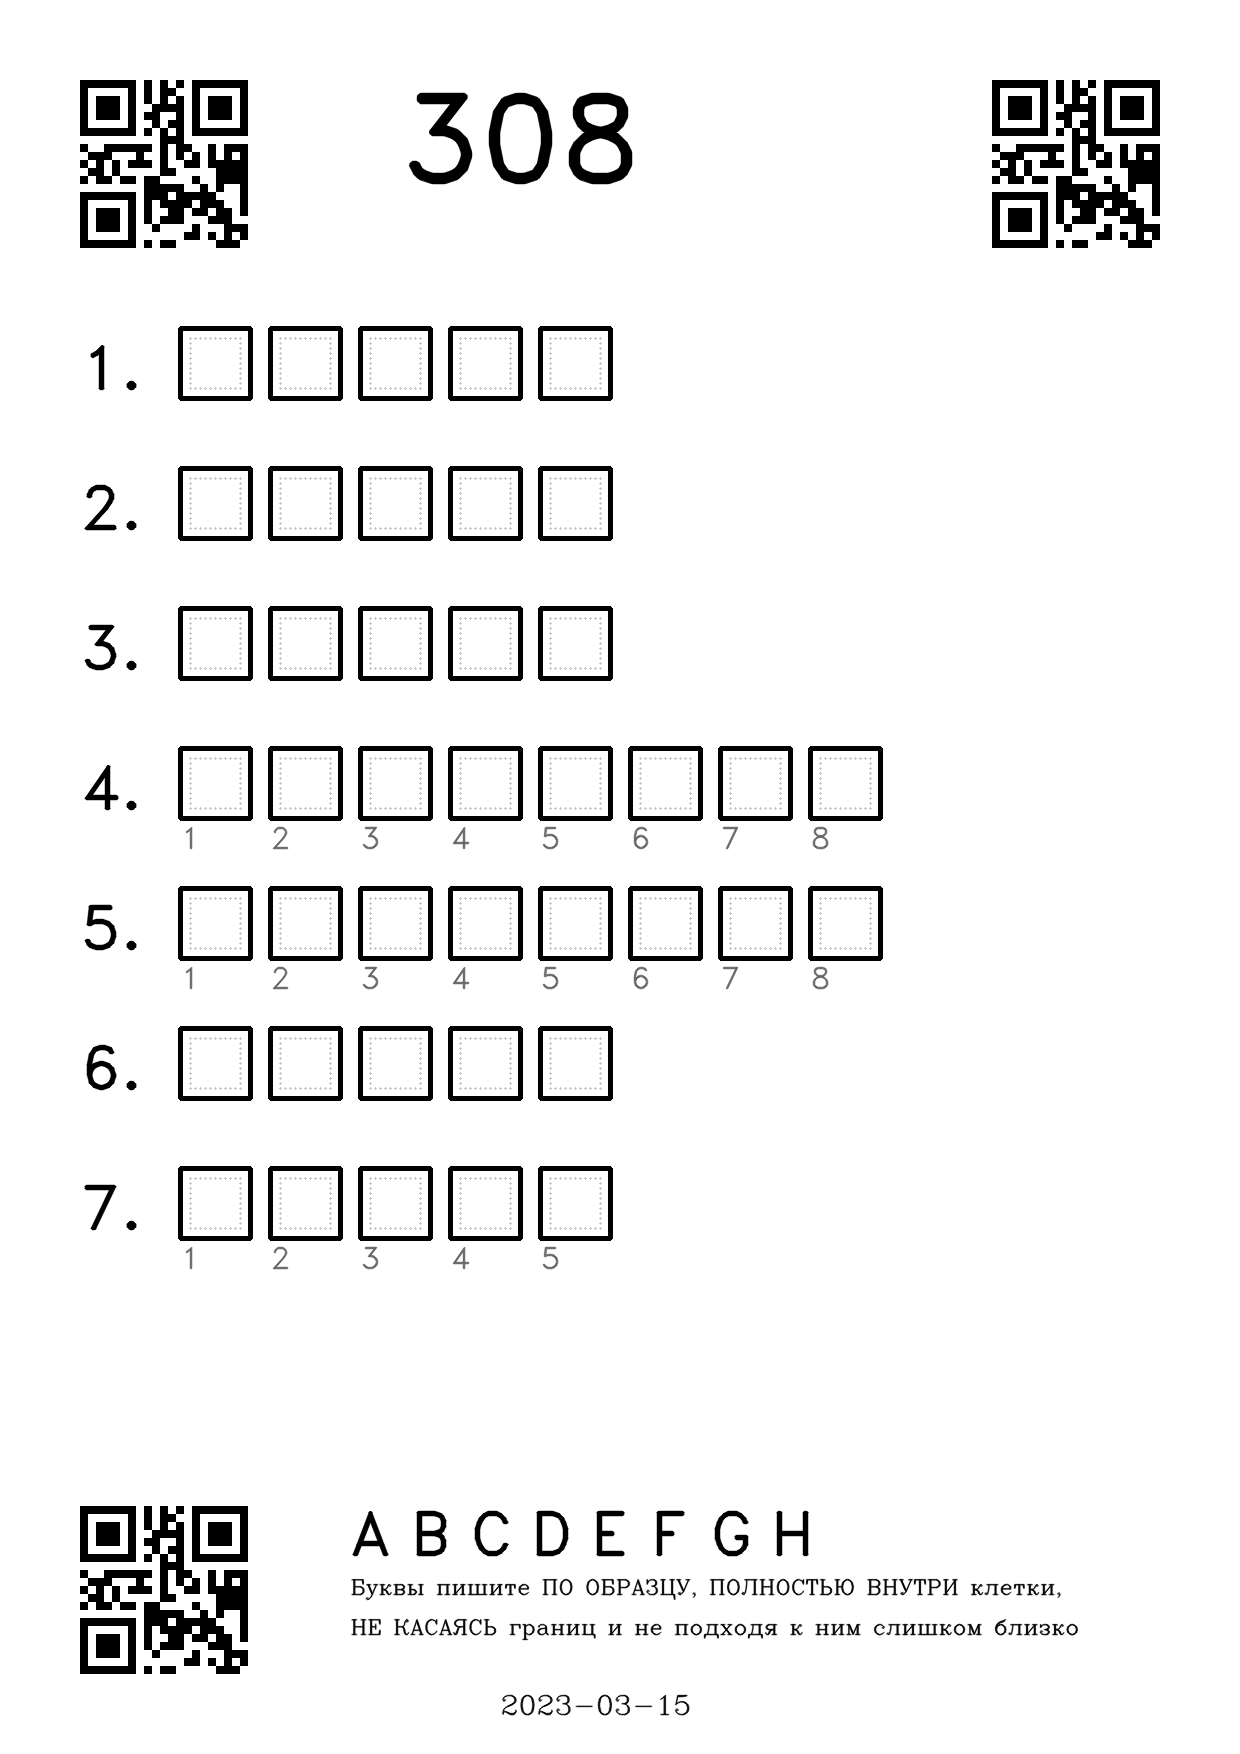 308
1.
2.
3.
4.
1 2 3 4 5 6 7 8
5.
1 2 3 4 5 6 7 8
6.
7.
1 2 3 4 5
A B C D E F G H
Буквы пишите ПО ОБРАЗЦУ, ПОЛНОСТЬЮ ВНУТРИ клетки,
НЕ КАСАЯСЬ границ и не подходя к ним слишком близко
2023-03-15